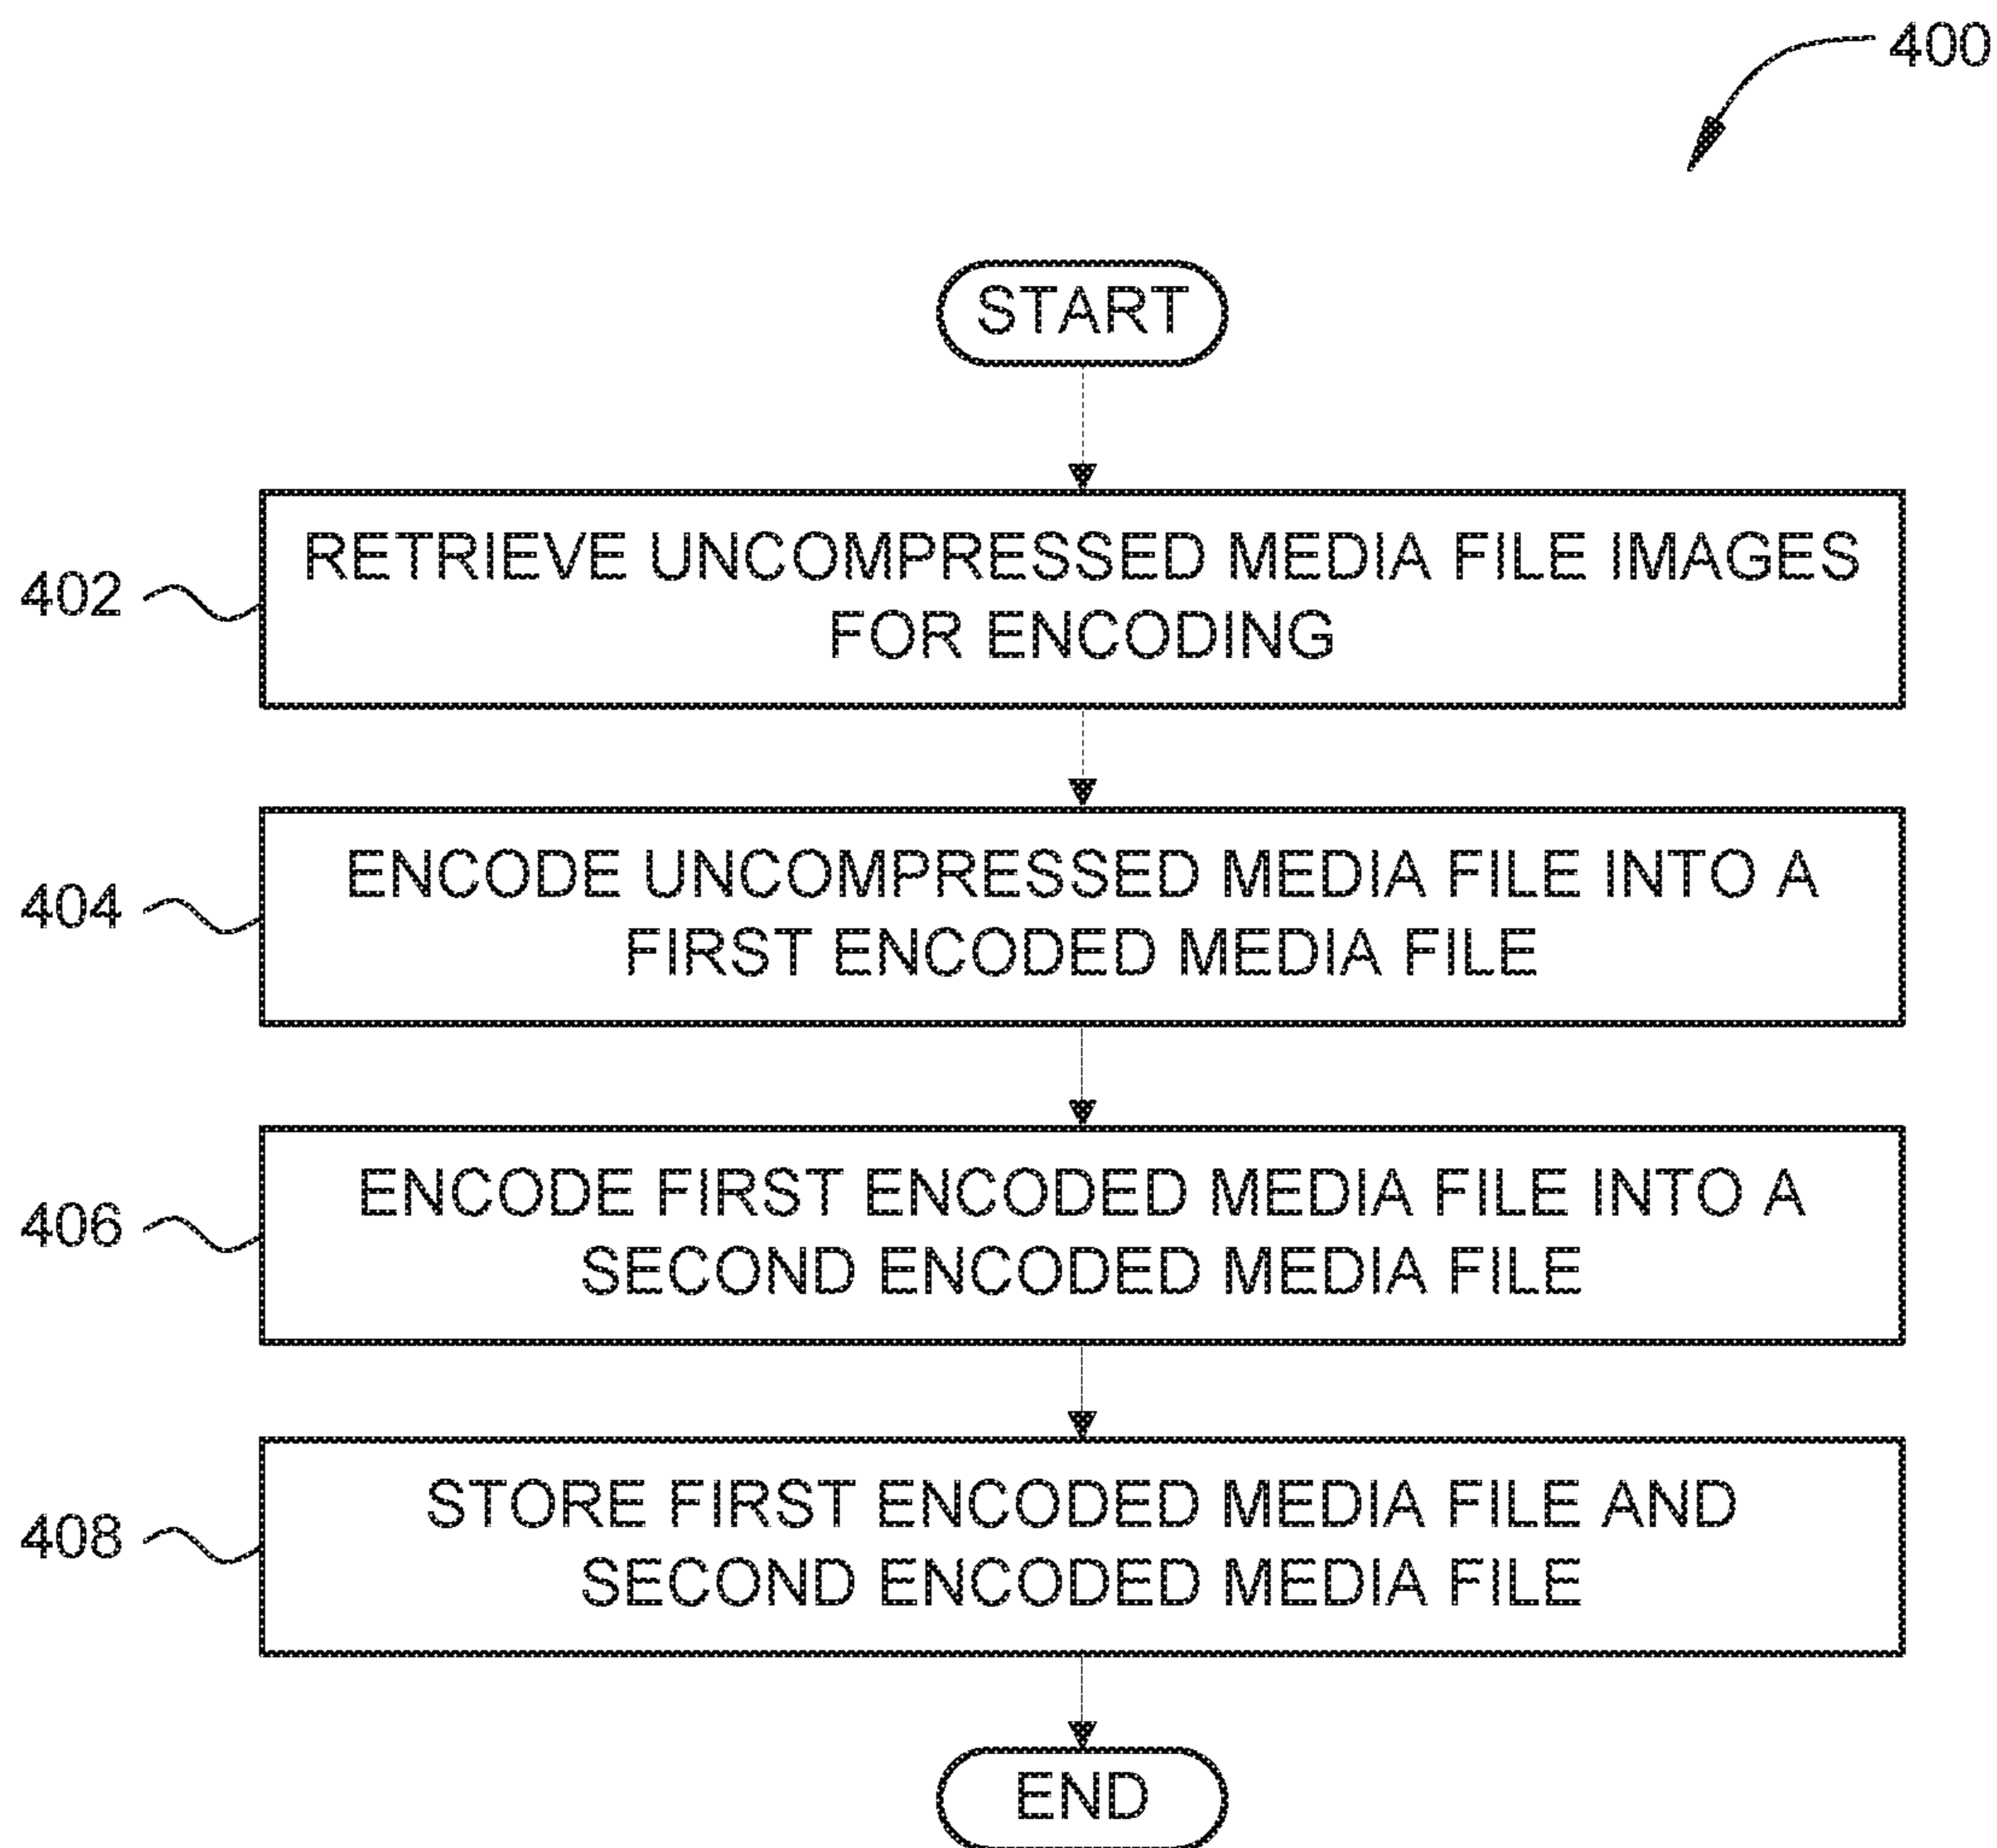 400
START
402
RETRIEVE UNCOMPRESSED MEDIA FILE IMAGES
FOR ENCODING
404
ENCODE UNCOMPRESSED MEDIA FILE INTO A
FIRST ENCODED MEDIA FILE
406
ENCODE FIRST ENCODED MEDIA FILE INTO A
SECOND ENCODED MEDIA FILE
408
STORE FIRST ENCODED MEDIA FILE AND
SECOND ENCODED MEDIA FILE
END